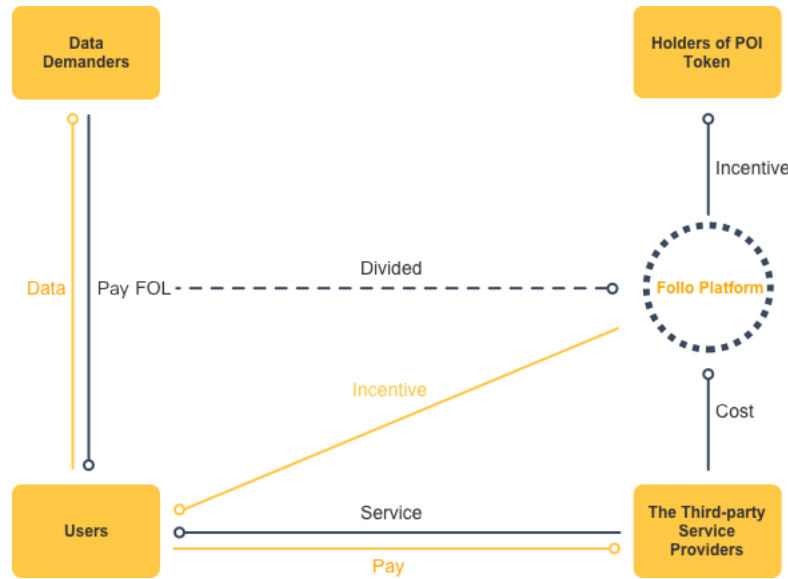 Data
Demanders
Holders of POI
Token
Incentive
Divided
Data
Pay FOL
Follo Platform
Incentive
Cost
Users
Service
Pay
The Third-party
Service
Providers